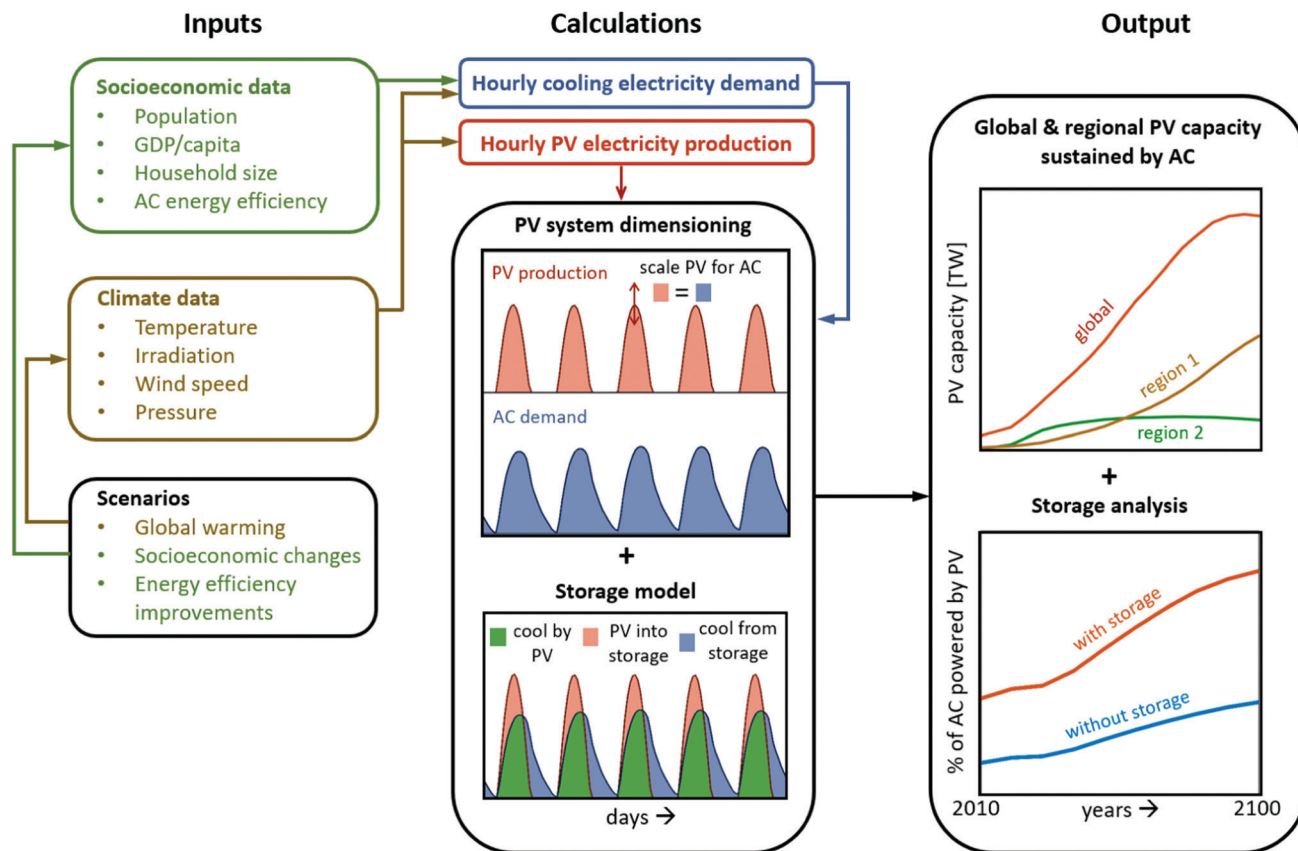 Inputs
Calculations
Output
Socioeconomic data
• Population
• GDP/capita
• Household size
• AC energy efficiency
Climate data
• Temperature
• Irradiation
• Wind speed
• Pressure
Scenarios
• Global warming
• Socioeconomic changes
• Energy efficiency
improvements
Hourly cooling electricity demand
Hourly PV electricity production
PV system dimensioning
PV production
scale PV for AC
=
AC demand
+
Storage model
cool by
PV
PV into
storage
cool from
storage
days →
Global & regional PV capacity
sustained by AC
PV capacity [TW]
global
region 1
region 2
+
Storage analysis
% of AC powered by PV
with storage
without storage
2010
years →
2100